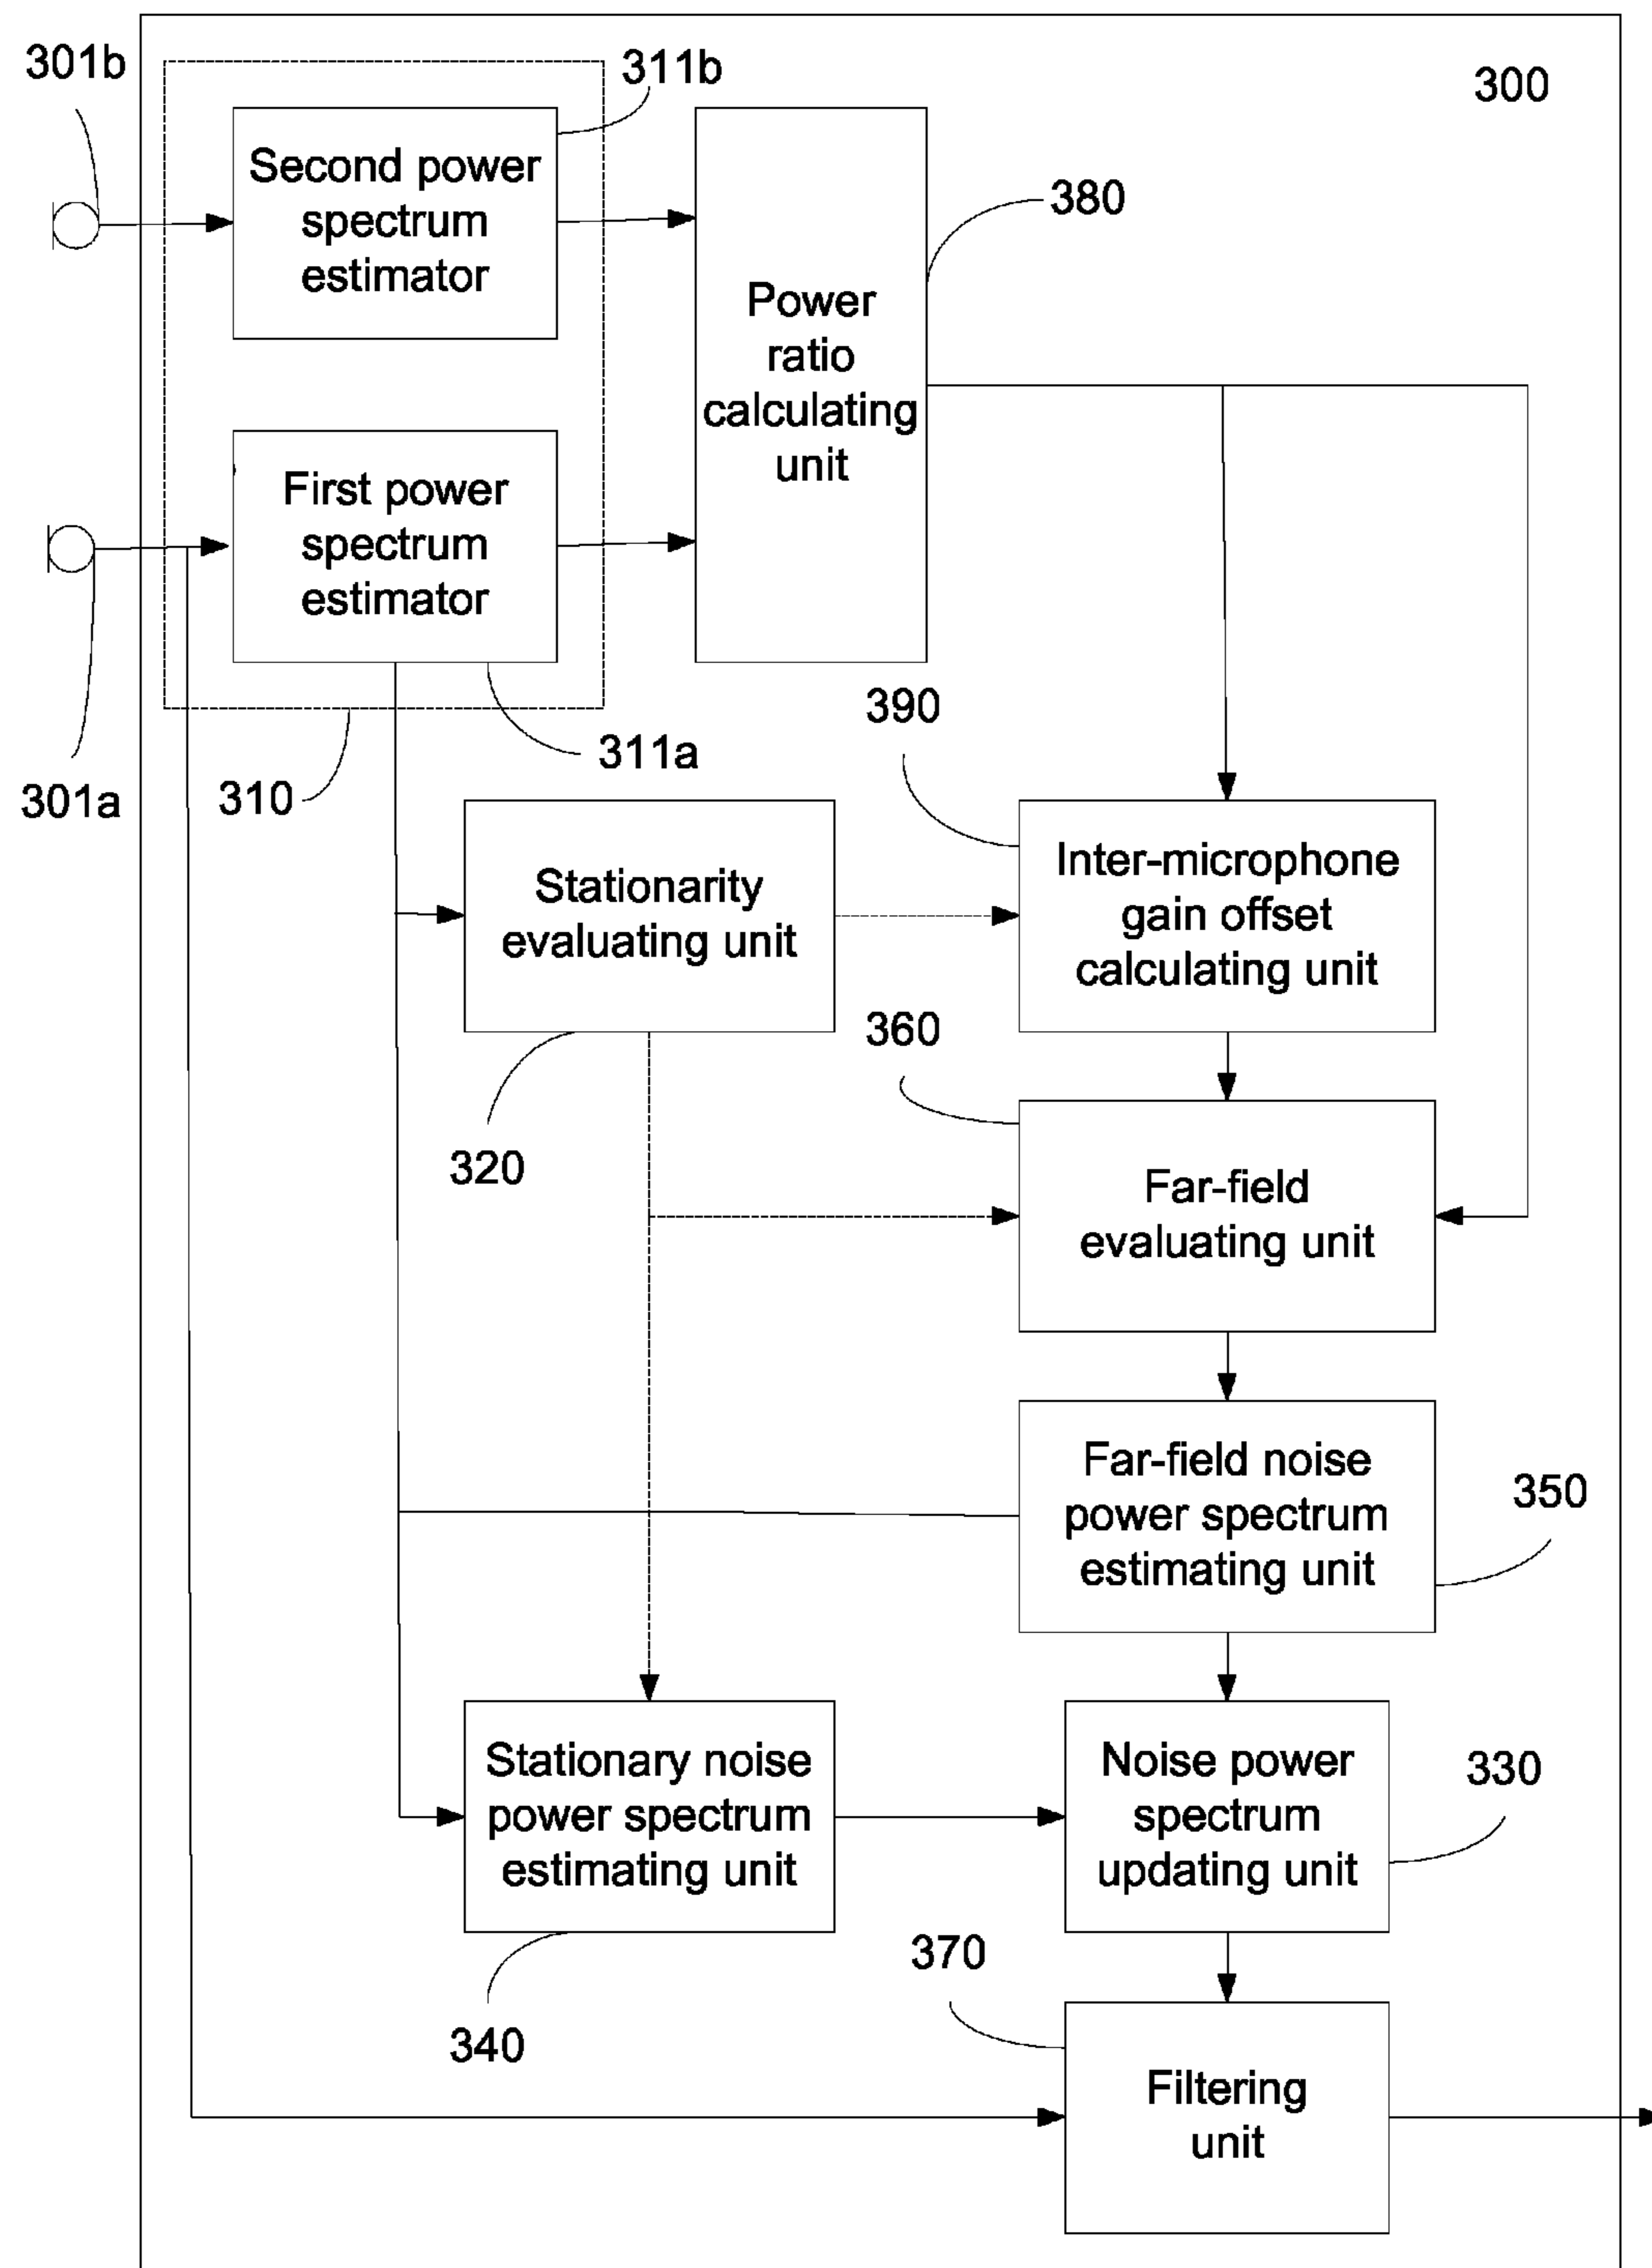 301b
311b
300
Second power
spectrum
estimator
380
Power
ratio
calculating
unit
First power
spectrum
estimator
390
311a
310
301a
Stationarity
evaluating unit
Inter-microphone
gain offset
calculating unit
360
320
Far-field
evaluating unit
Far-field noise
power spectrum
estimating unit
350
Stationary noise
power spectrum
estimating unit
Noise power
spectrum
updating unit
330
370
340
Filtering
unit